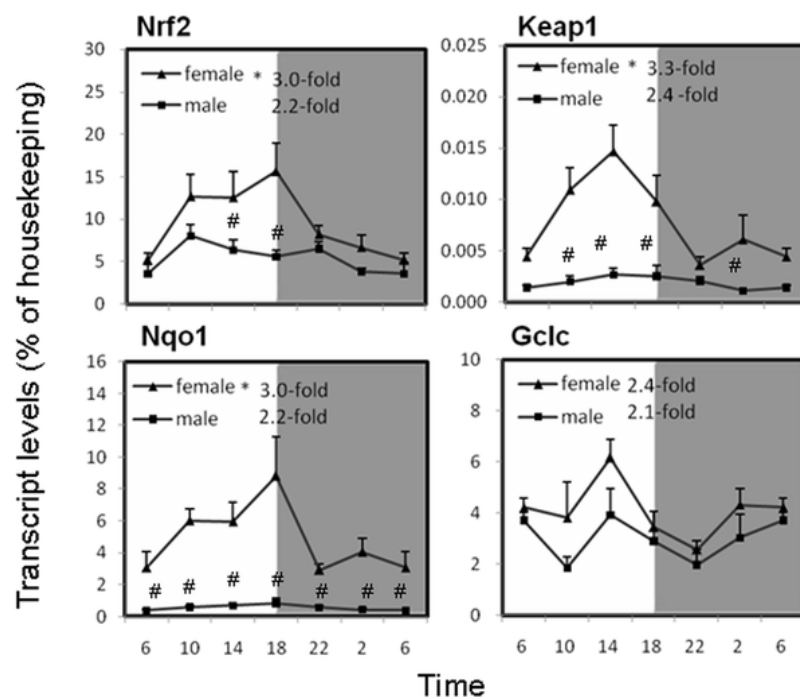 Nrf2
30
25
20
15
10
5
0
female * 3.0-fold
male 2.2-fold
#
#
Keap1
0.025
0.020
0.015
0.010
0.005
0.000
female * 3.3-fold
male 2.4 -fold
#
#
#
#
Transcript levels (% of housekeeping)
Nqo1
16
14
12
10
8
6
4
2
0
female * 3.0-fold
male 2.2-fold
# # # # # # #
6 10 14 18 22 2 6
Gclc
10
8
6
4
2
0
female 2.4-fold
male 2.1-fold
6 10 14 18 22 2 6
Time